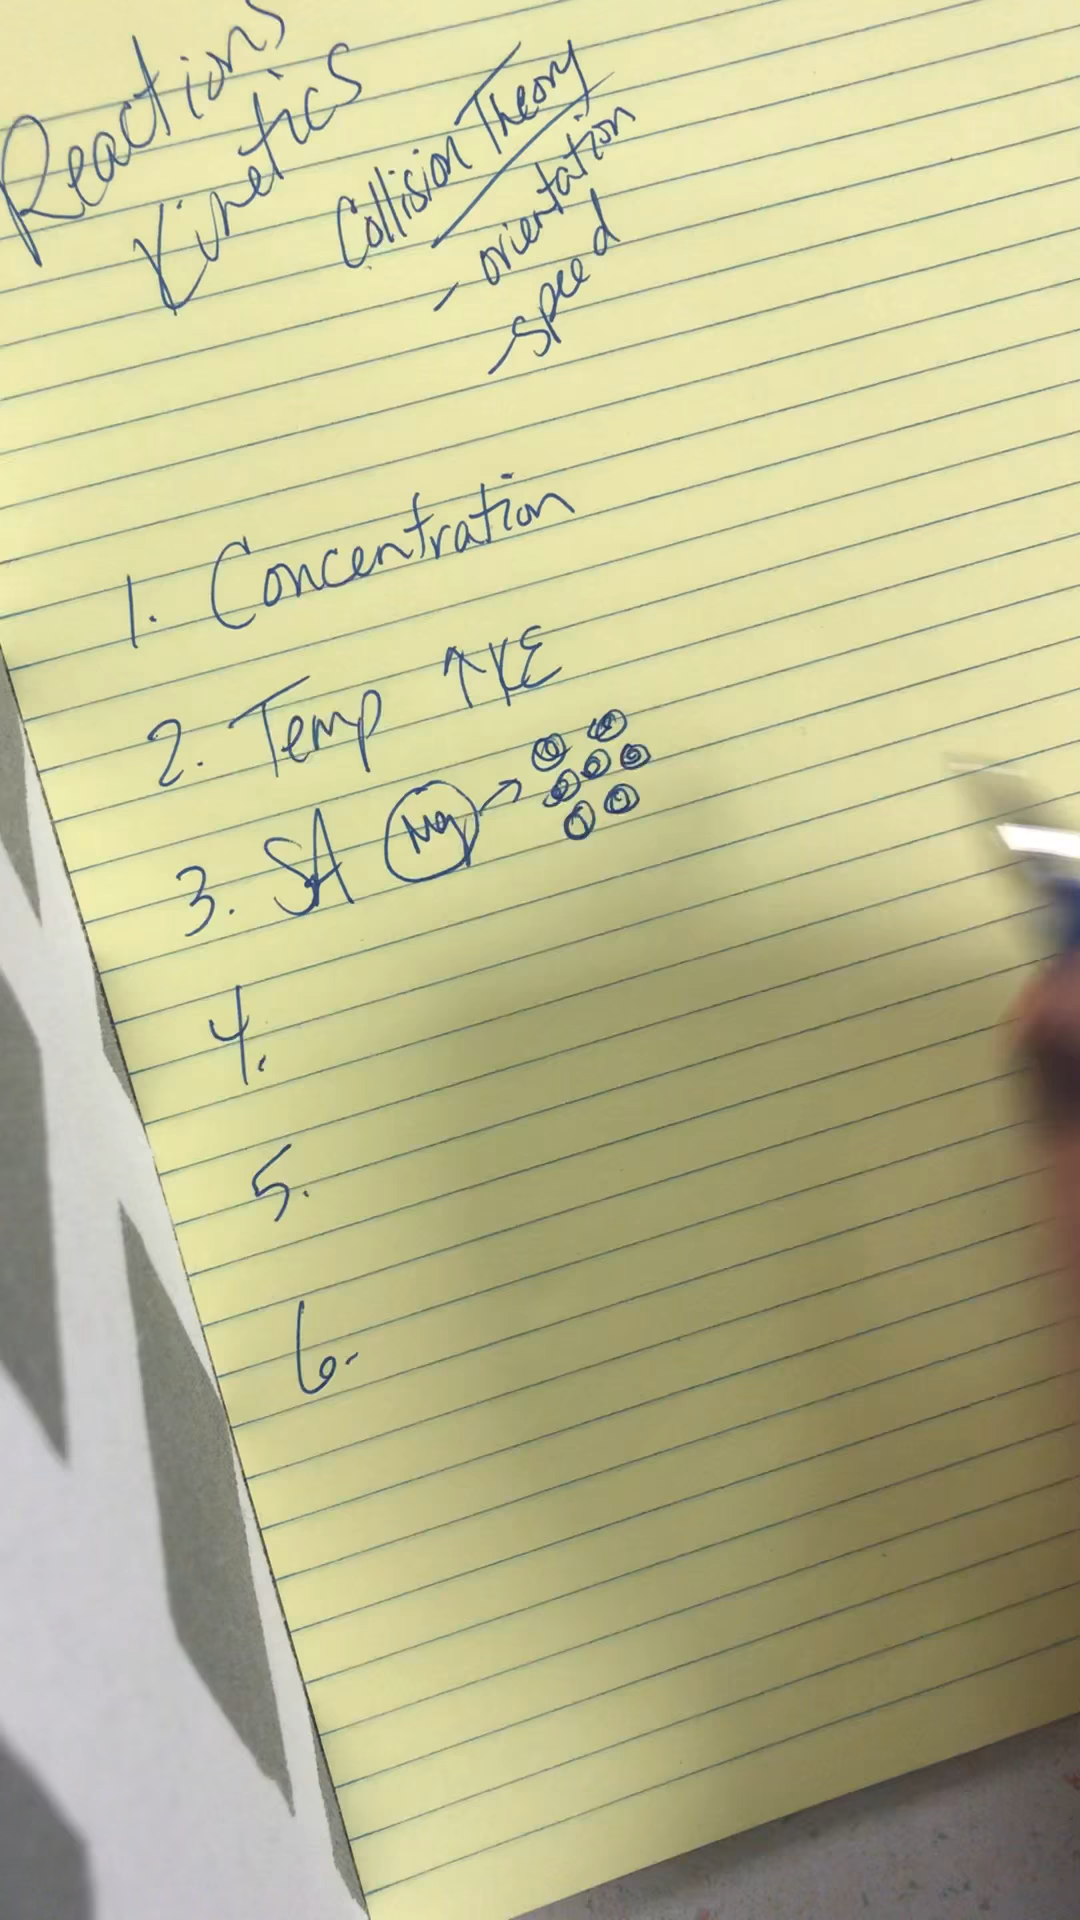 Reactions
Kinetics
Collision Theory
- orientation
- speed
1. Concentration
2. Temp ↑KE
3. SA Mg →
4.
5.
6.